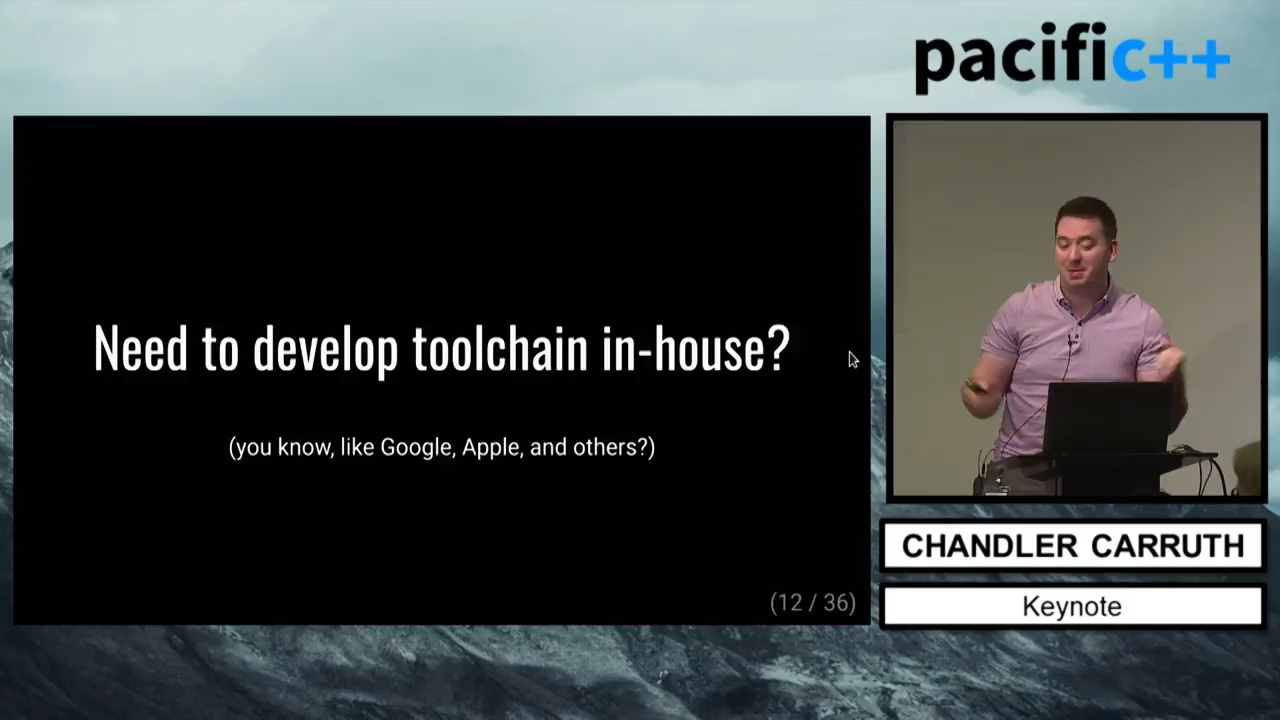 pacific++
Need to develop toolchain in-house?
(you know, like Google, Apple, and others?)
(12 / 36)
CHANDLER CARRUTH
Keynote